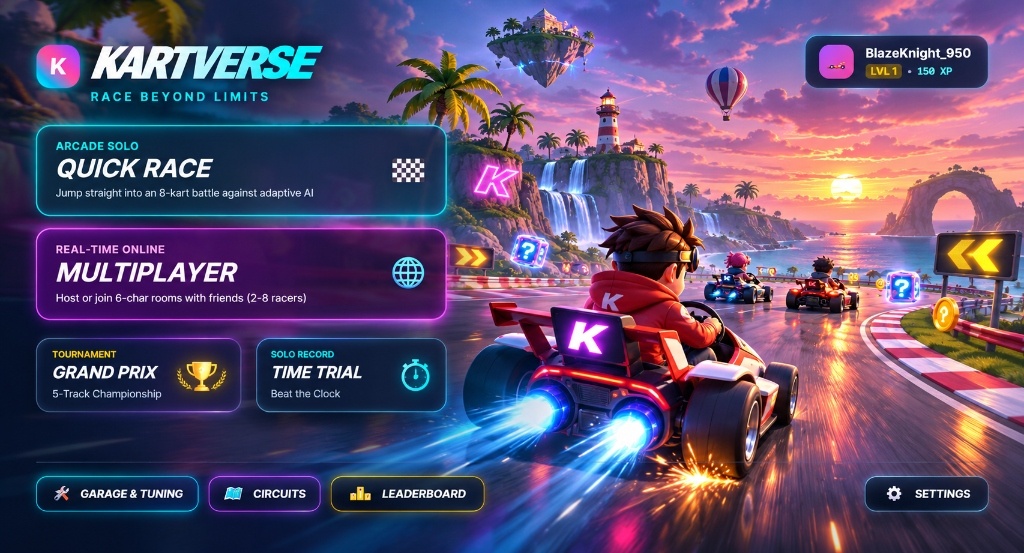 K
KARTVERSE
RACE BEYOND LIMITS
BlazeKnight_950
LVL 1 • 150 XP
ARCADE SOLO
QUICK RACE
Jump straight into an 8-kart battle against adaptive AI
REAL-TIME ONLINE
MULTIPLAYER
Host or join 6-char rooms with friends (2-8 racers)
TOURNAMENT
GRAND PRIX
5-Track Championship
SOLO RECORD
TIME TRIAL
Beat the Clock
K
?
K
K
K
?
?
GARAGE & TUNING
CIRCUITS
LEADERBOARD
SETTINGS